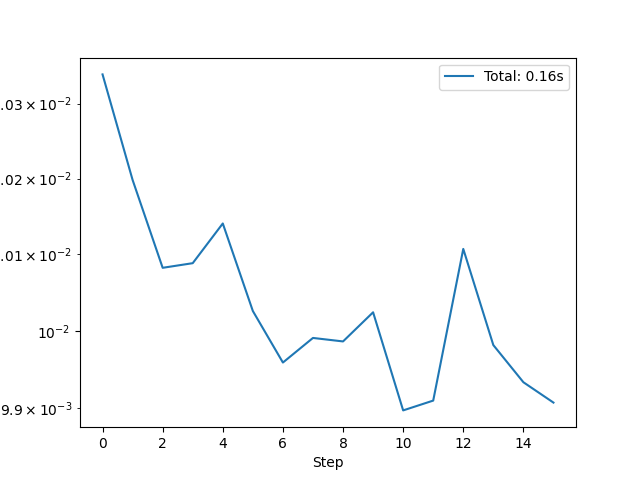 Total: 0.16s
.03 × 10⁻²
.02 × 10⁻²
.01 × 10⁻²
10⁻²
9.9 × 10⁻³
0 2 4 6 8 10 12 14
Step